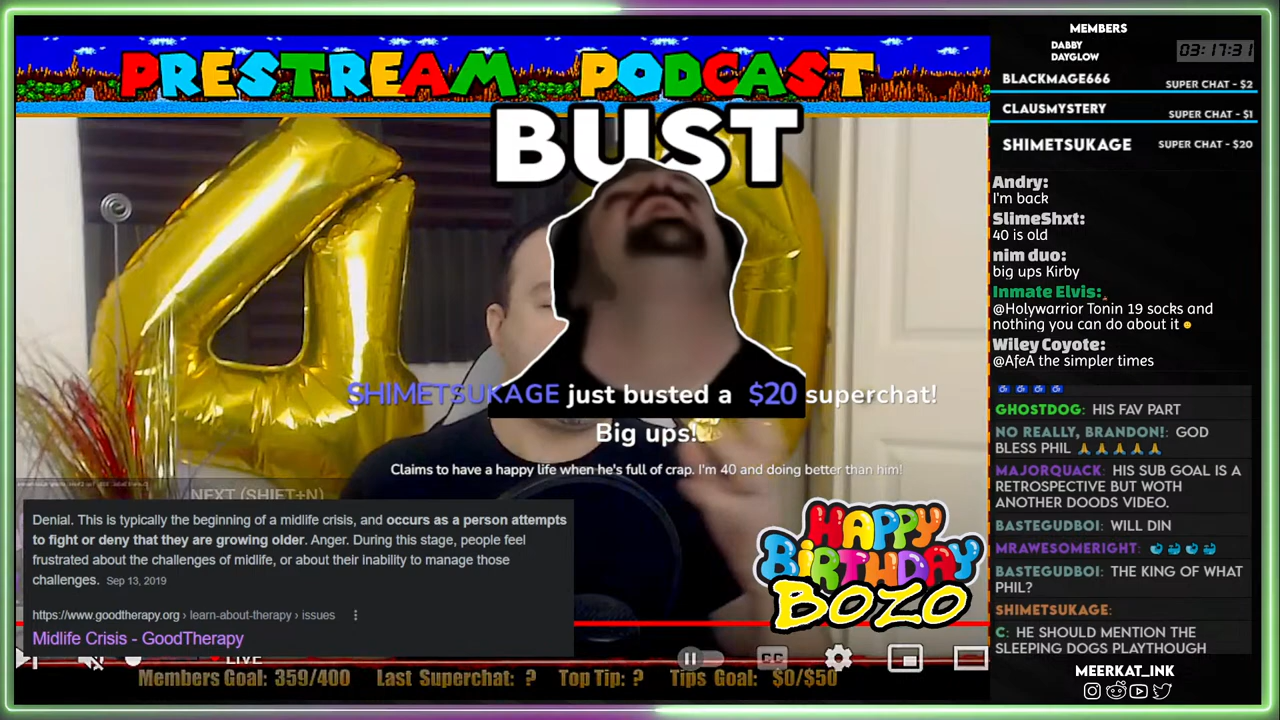 PRESTREAM PODCAST
BUST
SHIMETSUKAGE just busted a $20 superchat!
Big ups!
Claims to have a happy life when he's full of crap. I'm 40 and doing better than him!
40
NEXT (SHIFT+N)
Denial. This is typically the beginning of a midlife crisis, and occurs as a person attempts
to fight or deny that they are growing older. Anger. During this stage, people feel
frustrated about the challenges of midlife, or about their inability to manage those
challenges. Sep 13, 2019
https://www.goodtherapy.org › learn-about-therapy › issues
Midlife Crisis - GoodTherapy
HAPPY
BIRTHDAY
BOZO
LIVE
CC
Members Goal: 359/400 Last Superchat: ? Top Tip: ? Tips Goal: $0/$50
MEMBERS
DABBY
DAYGLOW
03:17:31
BLACKMAGE666 SUPER CHAT - $2
CLAUSMYSTERY SUPER CHAT - $1
SHIMETSUKAGE SUPER CHAT - $20
Andry:
I'm back
SlimeShxt:
40 is old
nim duo:
big ups Kirby
Inmate Elvis:
@Holywarrior Tonin 19 socks and
nothing you can do about it
Wiley Coyote:
@AfeA the simpler times
GHOSTDOG: HIS FAV PART
NO REALLY, BRANDON!: GOD
BLESS PHIL 🙏🙏🙏🙏
MAJORQUACK: HIS SUB GOAL IS A
RETROSPECTIVE BUT WOTH
ANOTHER DOODS VIDEO.
BASTEGUDBOI: WILL DIN
MRAWESOMERIGHT:
BASTEGUDBOI: THE KING OF WHAT
PHIL?
SHIMETSUKAGE:
C: HE SHOULD MENTION THE
SLEEPING DOGS PLAYTHOUGH
MEERKAT_INK